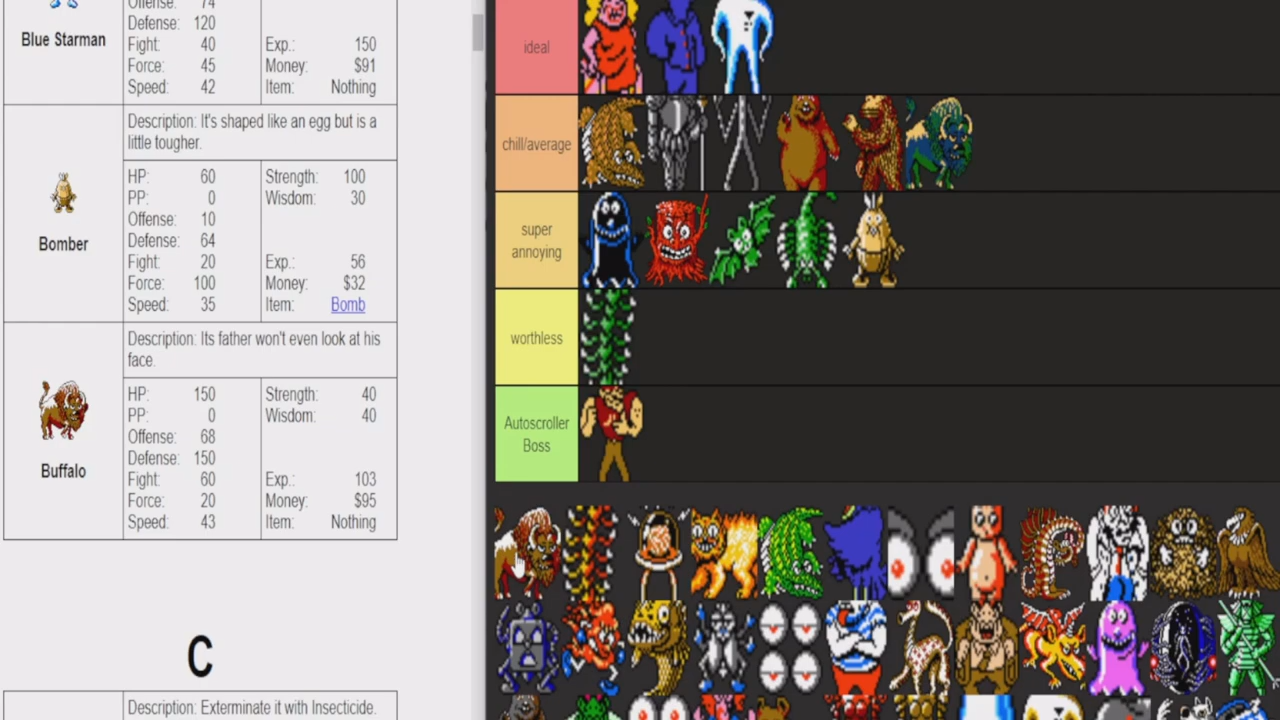 Offense: 74
Defense: 120
Blue Starman
Fight: 40 Exp.: 150
Force: 45 Money: $91
Speed: 42 Item: Nothing
Description: It's shaped like an egg but is a
little tougher.
HP: 60 Strength: 100
PP: 0 Wisdom: 30
Offense: 10
Bomber
Defense: 64
Fight: 20 Exp.: 56
Force: 100 Money: $32
Speed: 35 Item: Bomb
Description: Its father won't even look at his
face.
HP: 150 Strength: 40
PP: 0 Wisdom: 40
Offense: 68
Defense: 150
Buffalo
Fight: 60 Exp.: 103
Force: 20 Money: $95
Speed: 43 Item: Nothing
C
Description: Exterminate it with Insecticide.
ideal
chill/average
super
annoying
worthless
Autoscroller
Boss